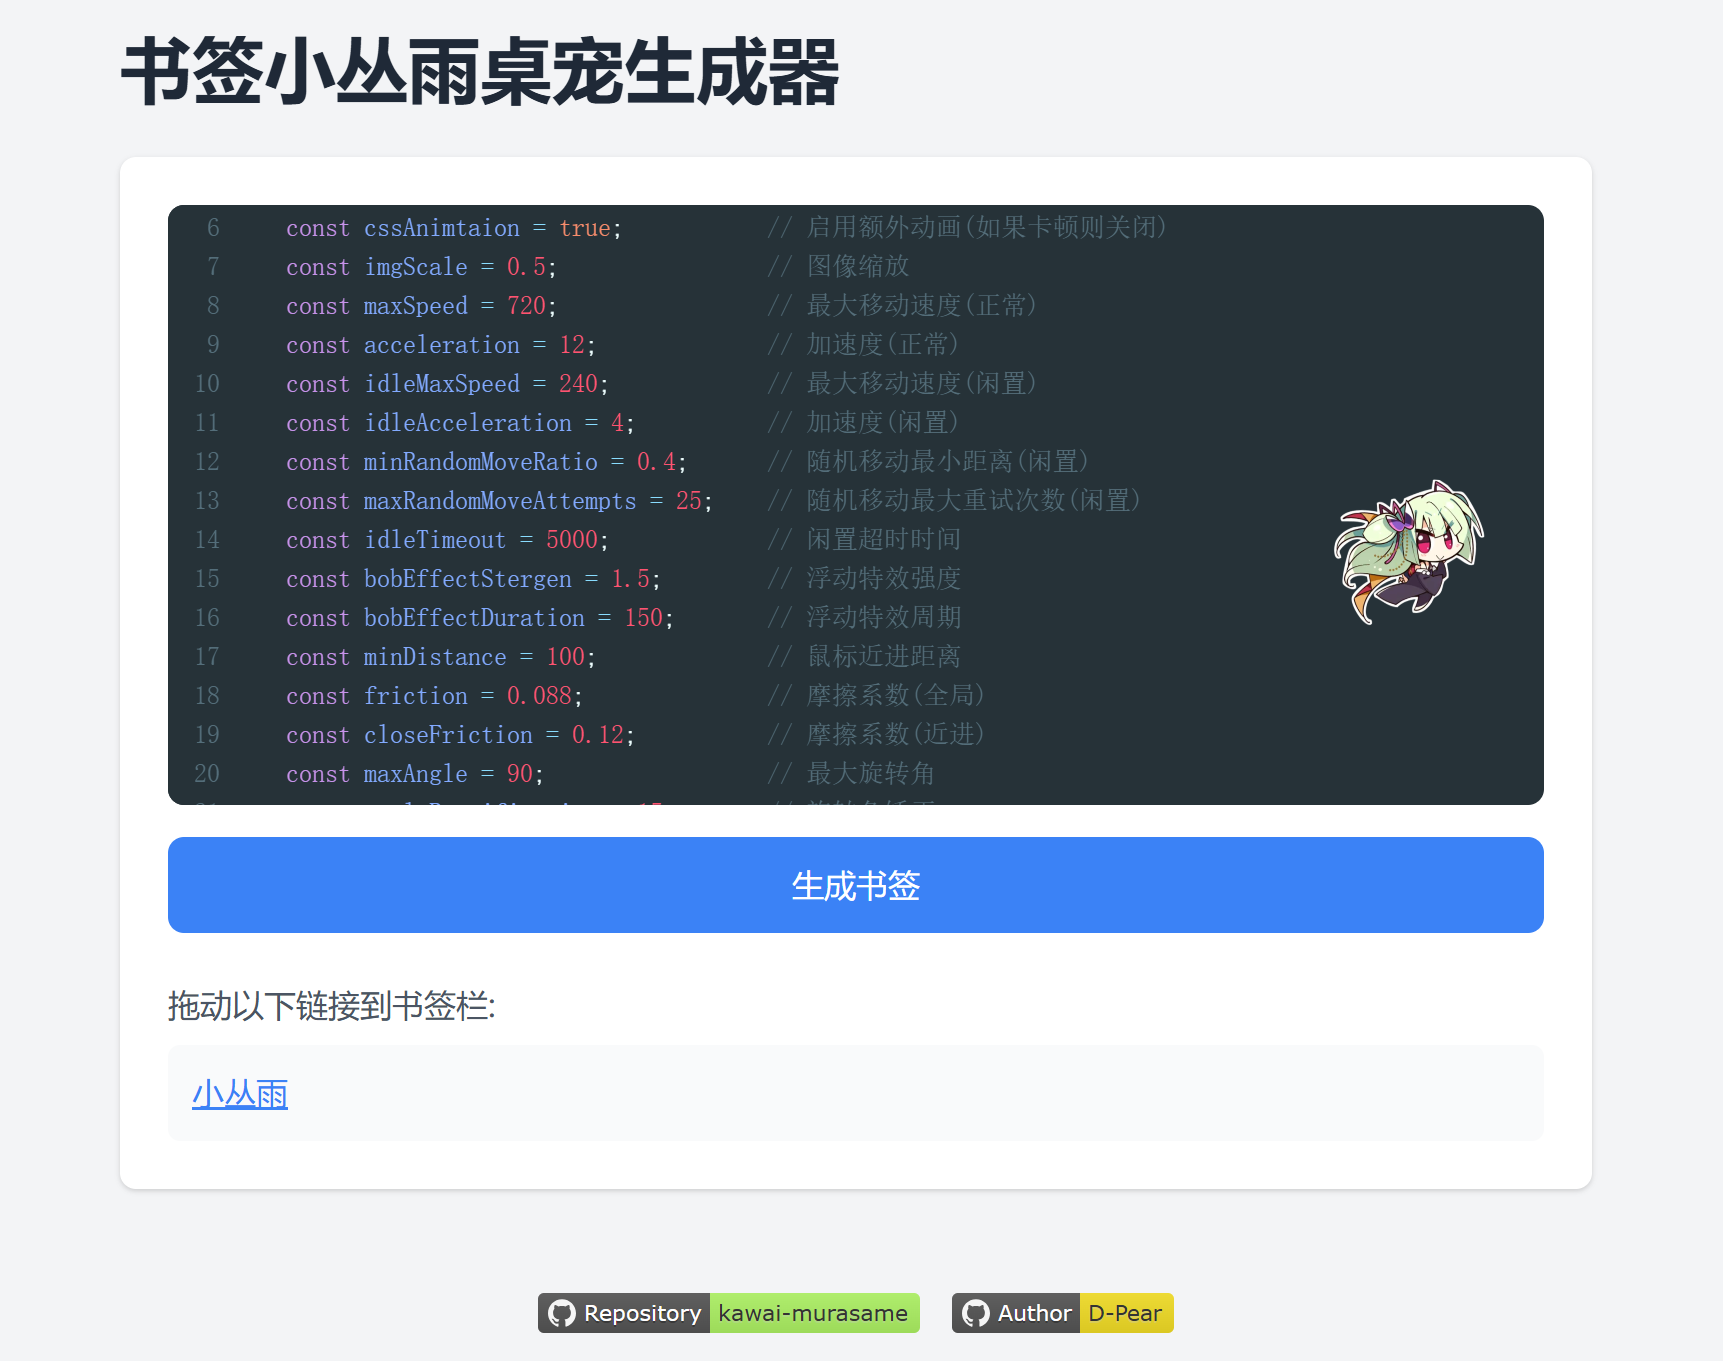 书签小丛雨桌宠生成器
6 const cssAnimtaion = true; // 启用额外动画(如果卡顿则关闭)
7 const imgScale = 0.5; // 图像缩放
8 const maxSpeed = 720; // 最大移动速度(正常)
9 const acceleration = 12; // 加速度(正常)
10 const idleMaxSpeed = 240; // 最大移动速度(闲置)
11 const idleAcceleration = 4; // 加速度(闲置)
12 const minRandomMoveRatio = 0.4; // 随机移动最小距离(闲置)
13 const maxRandomMoveAttempts = 25; // 随机移动最大重试次数(闲置)
14 const idleTimeout = 5000; // 闲置超时时间
15 const bobEffectStergen = 1.5; // 浮动特效强度
16 const bobEffectDuration = 150; // 浮动特效周期
17 const minDistance = 100; // 鼠标近进距离
18 const friction = 0.088; // 摩擦系数(全局)
19 const closeFriction = 0.12; // 摩擦系数(近进)
20 const maxAngle = 90; // 最大旋转角
生成书签
拖动以下链接到书签栏:
小丛雨
Repository kawai-murasame
Author D-Pear